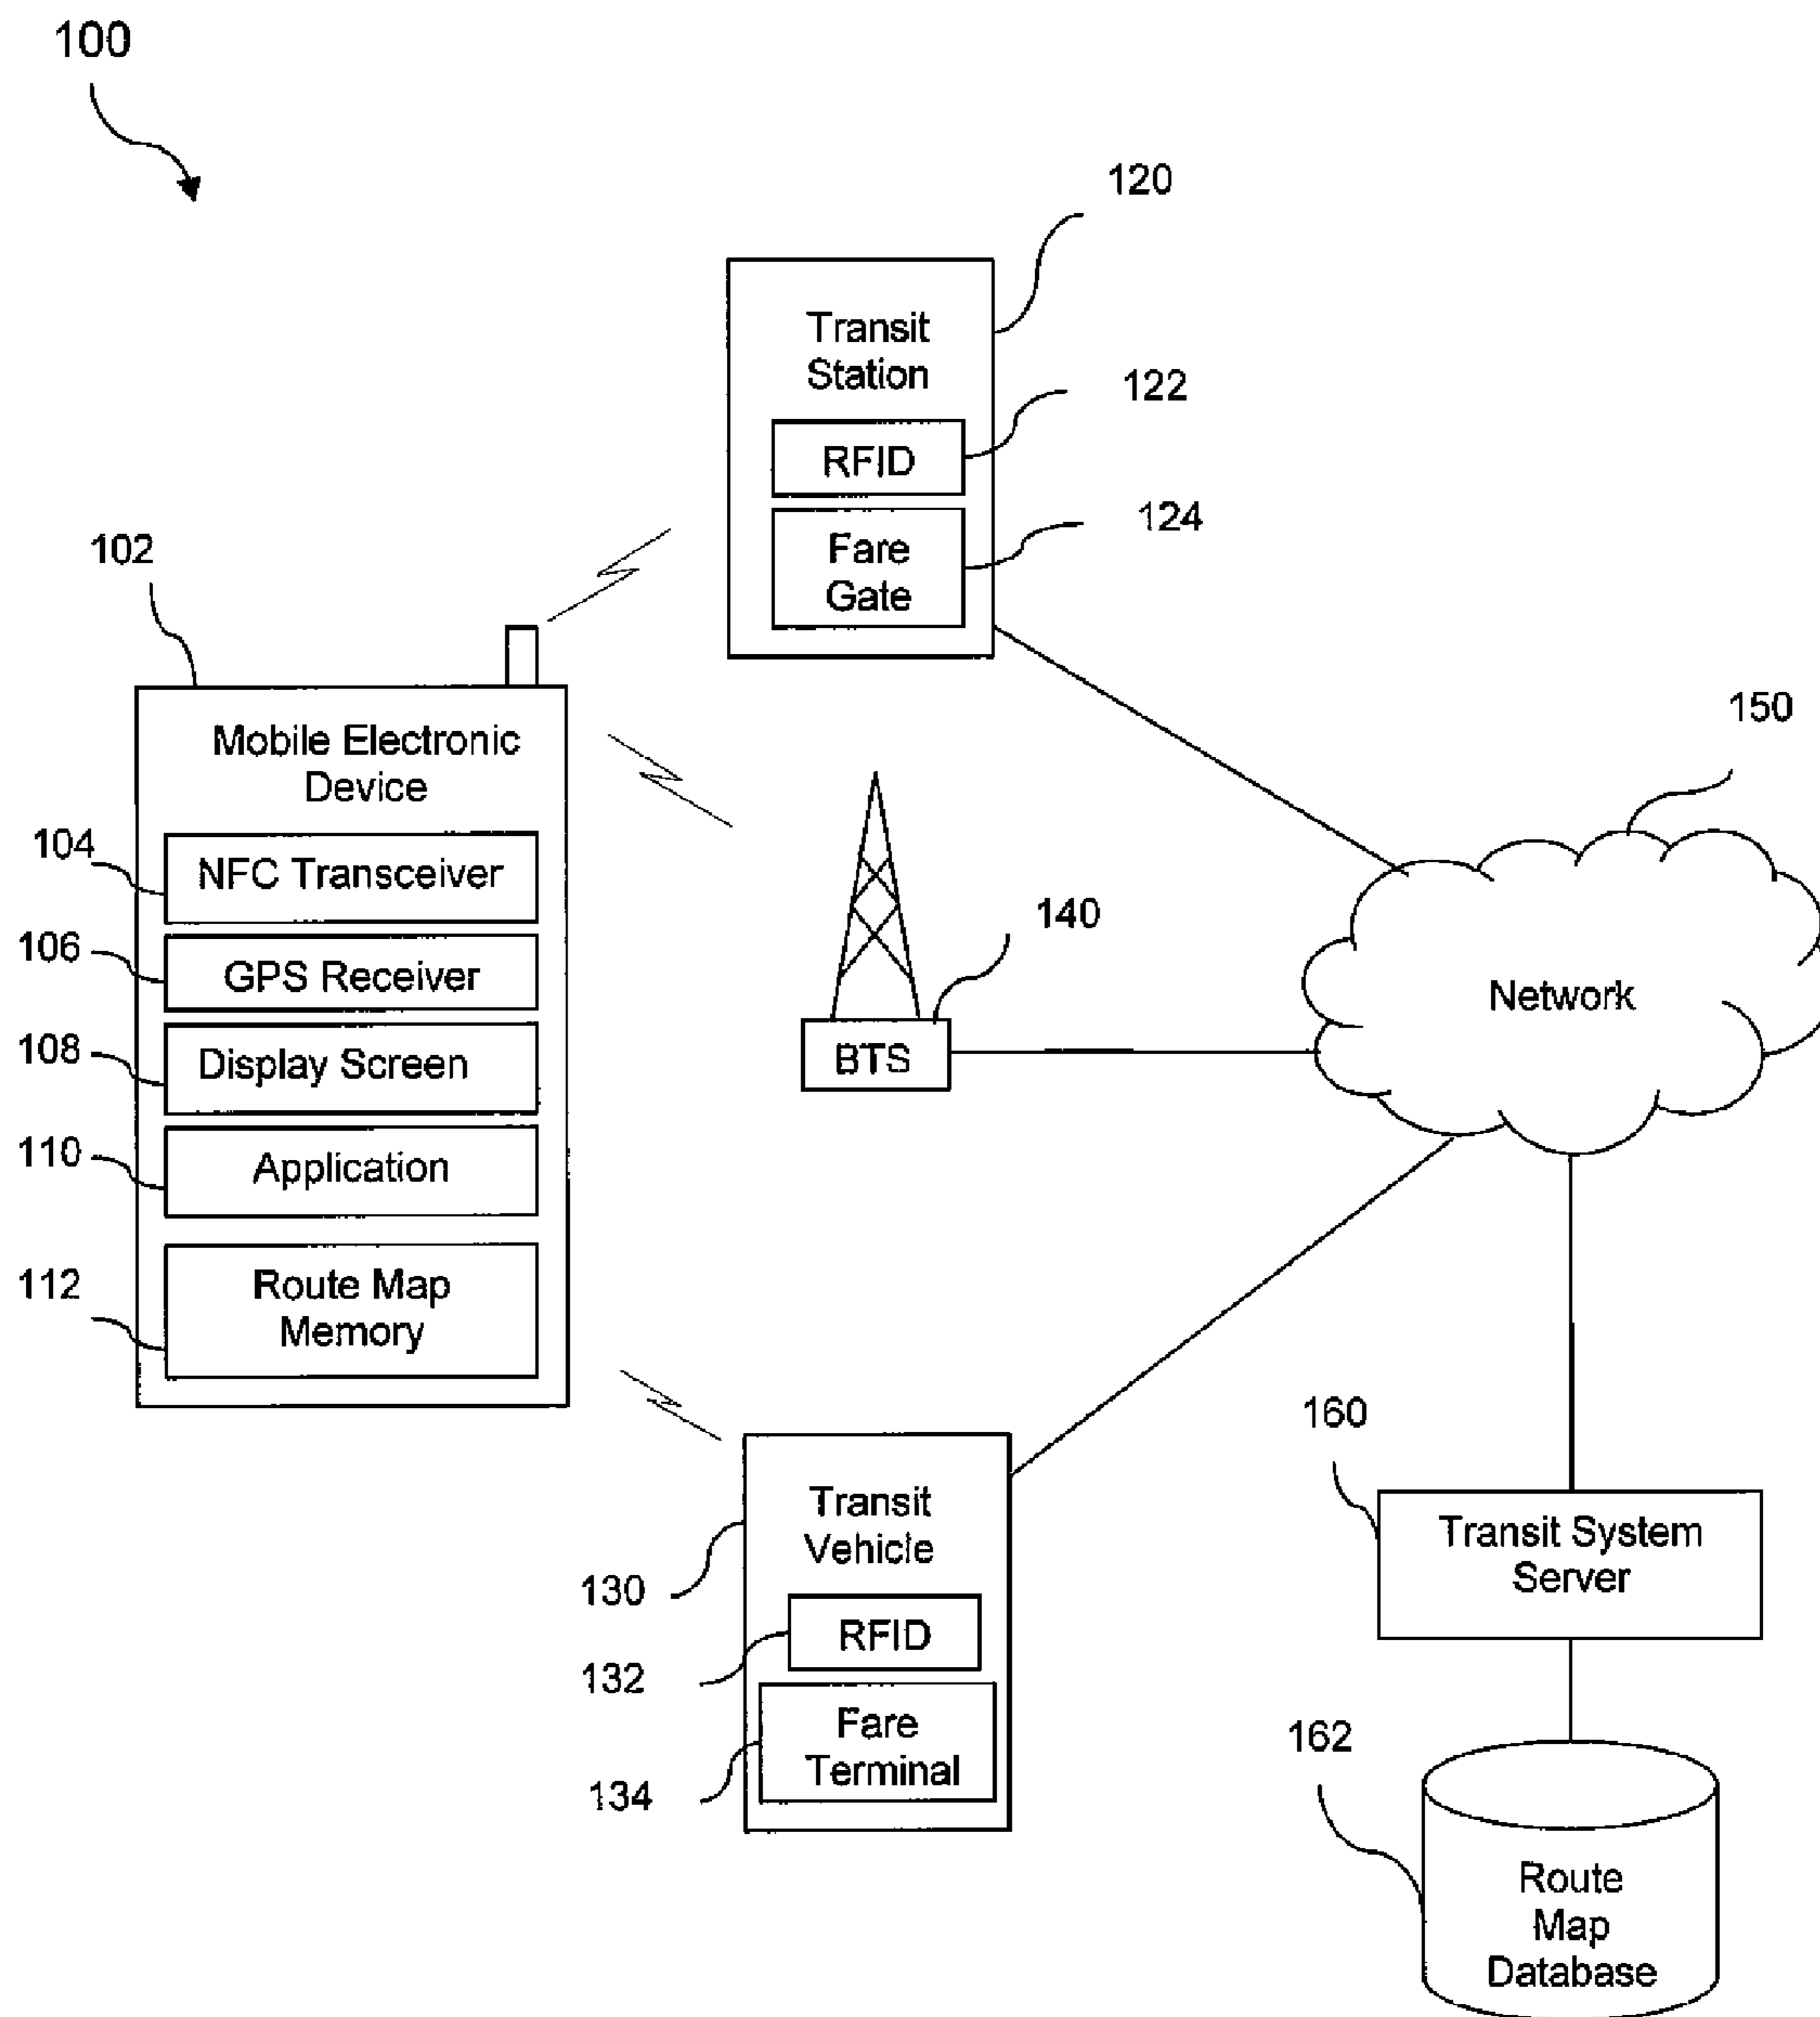 100
120
Transit
Station
122
RFID
124
Fare
Gate
102
Mobile Electronic
Device
104
NFC Transceiver
106
GPS Receiver
108
Display Screen
110
Application
112
Route Map
Memory
140
BTS
150
Network
130
Transit
Vehicle
132
RFID
134
Fare
Terminal
160
Transit System
Server
162
Route
Map
Database